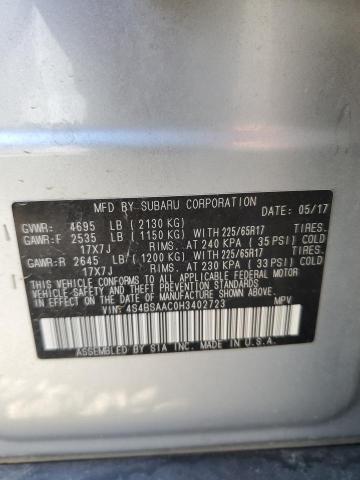 MFD BY SUBARU CORPORATION DATE: 05/17
GVWR: 4695 LB (2130 KG)
GAWR:F 2535 LB (1150 KG) WITH 225/65R17 TIRES.
17X7J RIMS. AT 240 KPA (35 PSI) COLD
GAWR:R 2645 LB (1200 KG) WITH 225/65R17 TIRES.
17X7J RIMS. AT 230 KPA (33 PSI) COLD
THIS VEHICLE CONFORMS TO ALL APPLICABLE FEDERAL MOTOR
VEHICLE SAFETY AND THEFT PREVENTION STANDARDS IN EFFECT
ON THE DATE OF MANUFACTURE SHOWN ABOVE.
VIN: 4S4BSAAC0H3402723 MPV
ASSEMBLED BY SIA INC. MADE IN U.S.A.